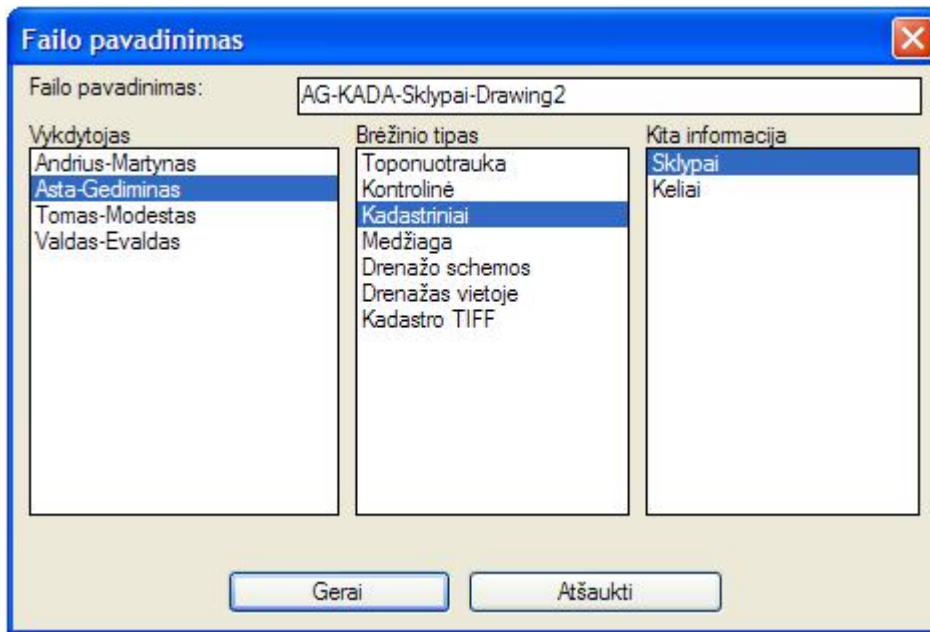 Failo pavadinimas
Failo pavadinimas: AG-KADA-Sklypai-Drawing2
Vykdytojas
Andrius-Martynas
Asta-Gediminas
Tomas-Modestas
Valdas-Evaldas
Brėžinio tipas
Toponuotrauka
Kontrolinė
Kadastriniai
Medžiaga
Drenažo schemos
Drenažas vietoje
Kadastro TIFF
Kita informacija
Sklypai
Keliai
Gerai
Atšaukti